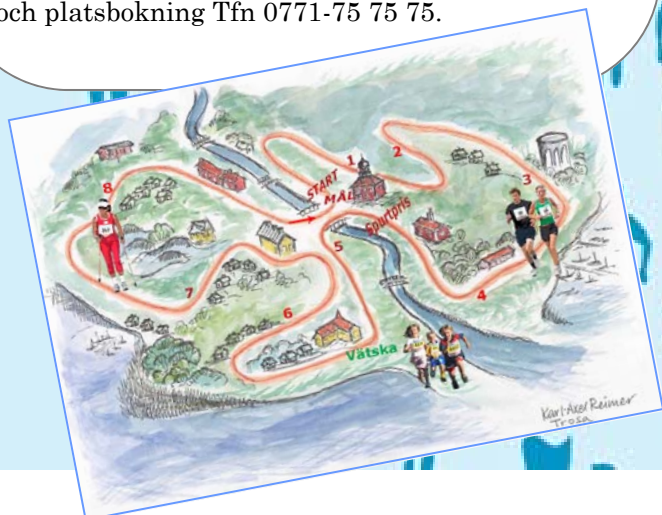 och platsbokning Tfn 0771-75 75 75.
1
2
3
8
START
MÅL
Spurtpris
5
4
7
6
Vätska
Karl-Axel Reimer
Trosa